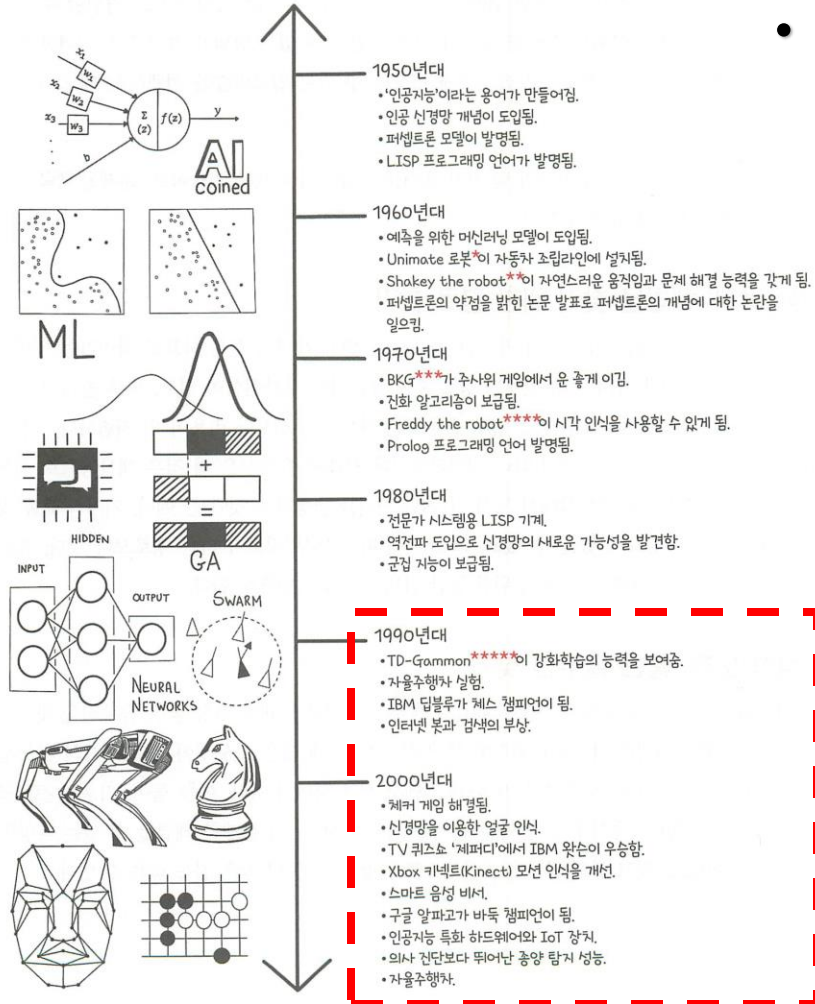 x₁
w₁
x₂
w₂
x₃
w₃
Σ
(z)
f(z)
y
b
AI
coined
1950년대
•'인공지능'이라는 용어가 만들어짐.
•인공 신경망 개념이 도입됨.
•퍼셉트론 모델이 발명됨.
•LISP 프로그래밍 언어가 발명됨.
1960년대
•예측을 위한 머신러닝 모델이 도입됨.
•Unimate 로봇*이 자동차 조립라인에 설치됨.
•Shakey the robot**이 자연스러운 움직임과 문제 해결 능력을 갖게 됨.
•퍼셉트론의 약점을 밝힌 논문 발표로 퍼셉트론의 개념에 대한 논란을
일으킴.
ML
1970년대
•BKG***가 주사위 게임에서 운 좋게 이김.
•진화 알고리즘이 보급됨.
•Freddy the robot****이 시각 인식을 사용할 수 있게 됨.
•Prolog 프로그래밍 언어 발명됨.
+
=
GA
1980년대
•전문가 시스템용 LISP 기계.
•역전파 도입으로 신경망의 새로운 가능성을 발견함.
•군집 지능이 보급됨.
INPUT
HIDDEN
OUTPUT
NEURAL
NETWORKS
SWARM
1990년대
•TD-Gammon*****이 강화학습의 능력을 보여줌.
•자율주행차 실험.
•IBM 딥블루가 체스 챔피언이 됨.
•인터넷 봇과 검색의 부상.
2000년대
•체커 게임 해결됨.
•신경망을 이용한 얼굴 인식.
•TV 퀴즈쇼 '제퍼디'에서 IBM 왓슨이 우승함.
•Xbox 키넥트(Kinect) 모션 인식을 개선.
•스마트 음성 비서.
•구글 알파고가 바둑 챔피언이 됨.
•인공지능 특화 하드웨어와 IoT 장치.
•의사 진단보다 뛰어난 종양 탐지 성능.
•자율주행차.